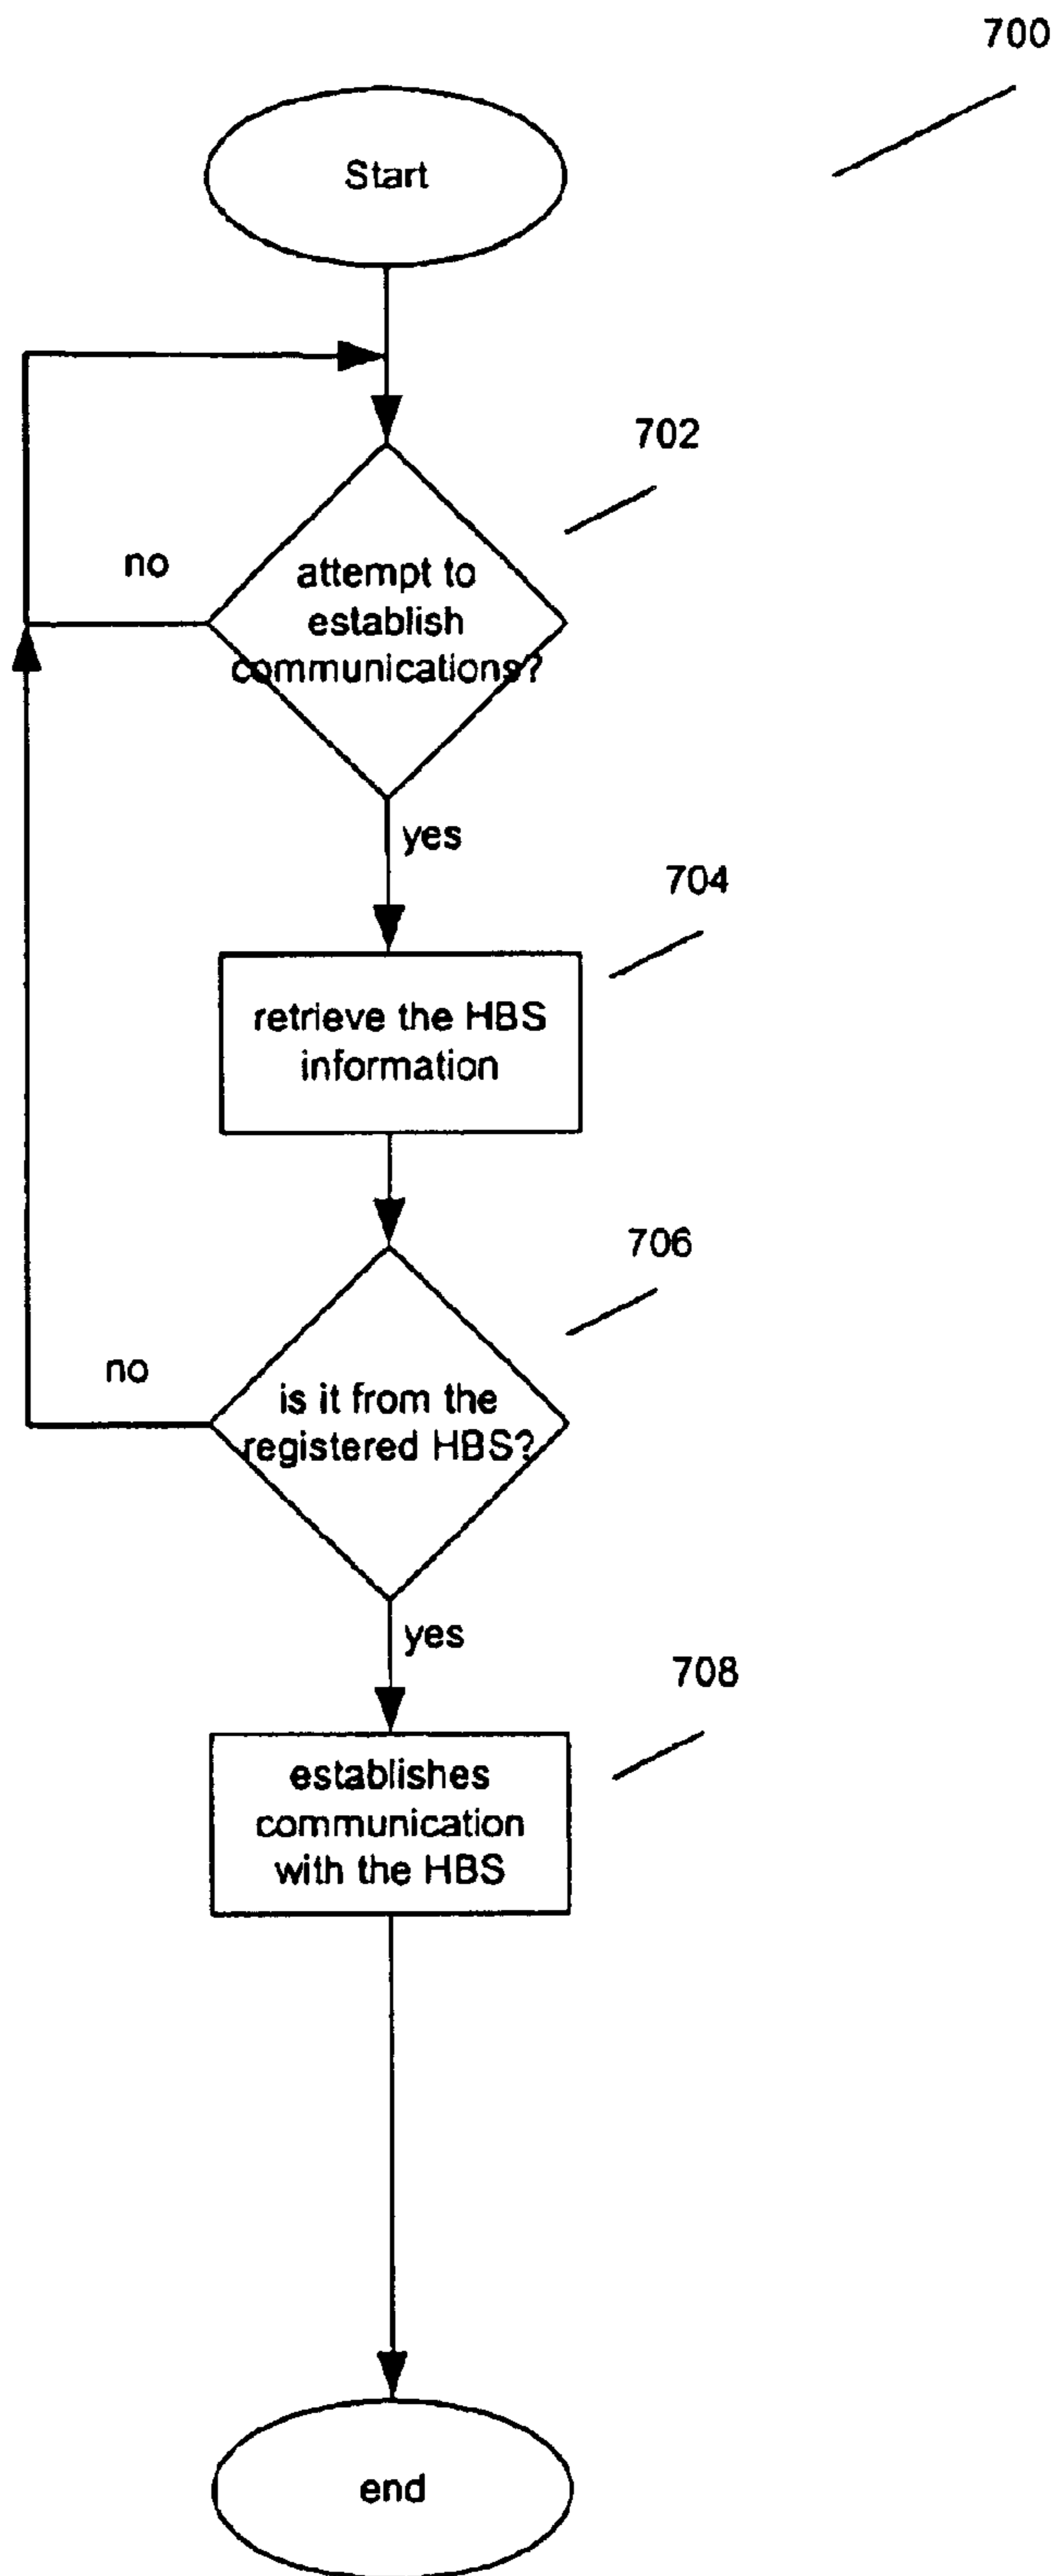 700
Start
702
no
attempt to
establish
communications?
yes
704
retrieve the HBS
information
706
no
is it from the
registered HBS?
yes
708
establishes
communication
with the HBS
end